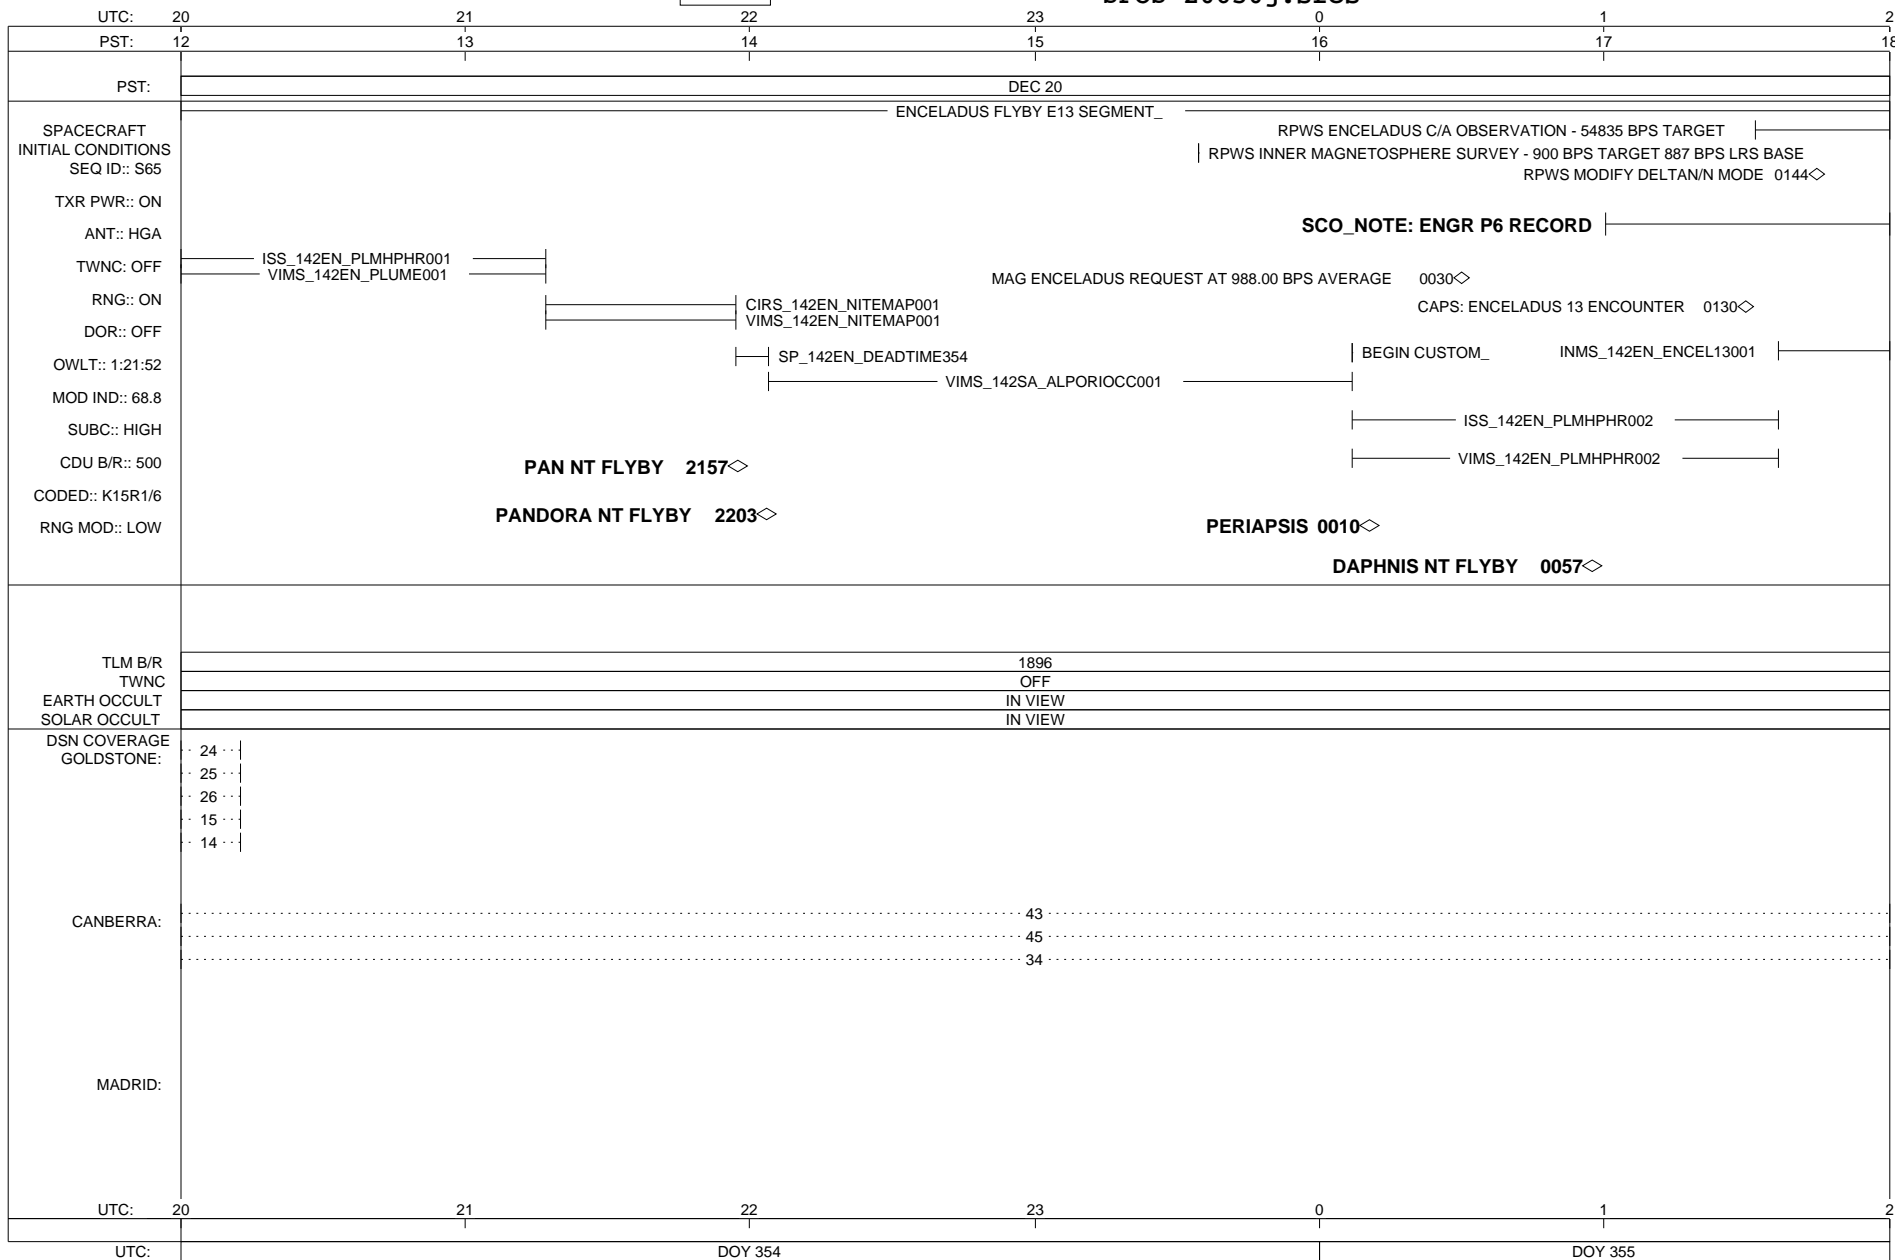 UTC: 20 21 22 23 0 1 2
PST: 12 13 14 15 16 17 18
PST: DEC 20
ENCELADUS FLYBY E13 SEGMENT_
SPACECRAFT
INITIAL CONDITIONS
SEQ ID:: S65
TXR PWR:: ON
ANT:: HGA
TWNC: OFF
RNG:: ON
DOR:: OFF
OWLT:: 1:21:52
MOD IND:: 68.8
SUBC:: HIGH
CDU B/R:: 500
CODED:: K15R1/6
RNG MOD:: LOW
RPWS ENCELADUS C/A OBSERVATION - 54835 BPS TARGET
RPWS INNER MAGNETOSPHERE SURVEY - 900 BPS TARGET 887 BPS LRS BASE
RPWS MODIFY DELTAN/N MODE 0144
SCO_NOTE: ENGR P6 RECORD
ISS_142EN_PLMHPHR001
VIMS_142EN_PLUME001
MAG ENCELADUS REQUEST AT 988.00 BPS AVERAGE 0030
CIRS_142EN_NITEMAP001
VIMS_142EN_NITEMAP001
CAPS: ENCELADUS 13 ENCOUNTER 0130
SP_142EN_DEADTIME354
BEGIN CUSTOM_
INMS_142EN_ENCEL13001
VIMS_142SA_ALPORIOCC001
ISS_142EN_PLMHPHR002
VIMS_142EN_PLMHPHR002
PAN NT FLYBY 2157
PANDORA NT FLYBY 2203
PERIAPSIS 0010
DAPHNIS NT FLYBY 0057
TLM B/R 1896
TWNC OFF
EARTH OCCULT IN VIEW
SOLAR OCCULT IN VIEW
DSN COVERAGE
GOLDSTONE:
24
25
26
15
14
CANBERRA:
43
45
34
MADRID:
UTC: 20 21 22 23 0 1 2
UTC: DOY 354 DOY 355